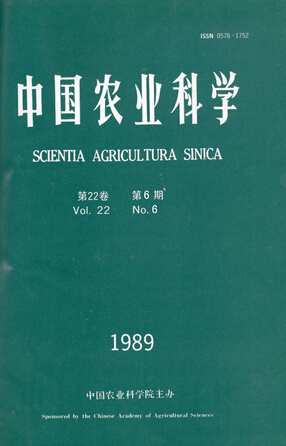 ISSN 0578-1752
中国农业科学
SCIENTIA AGRICULTURA SINICA
第22卷 第6期
Vol. 22 No.6
1989
中国农业科学院主办
Sponsored by the Chinese Academy of Agricultural Sciences